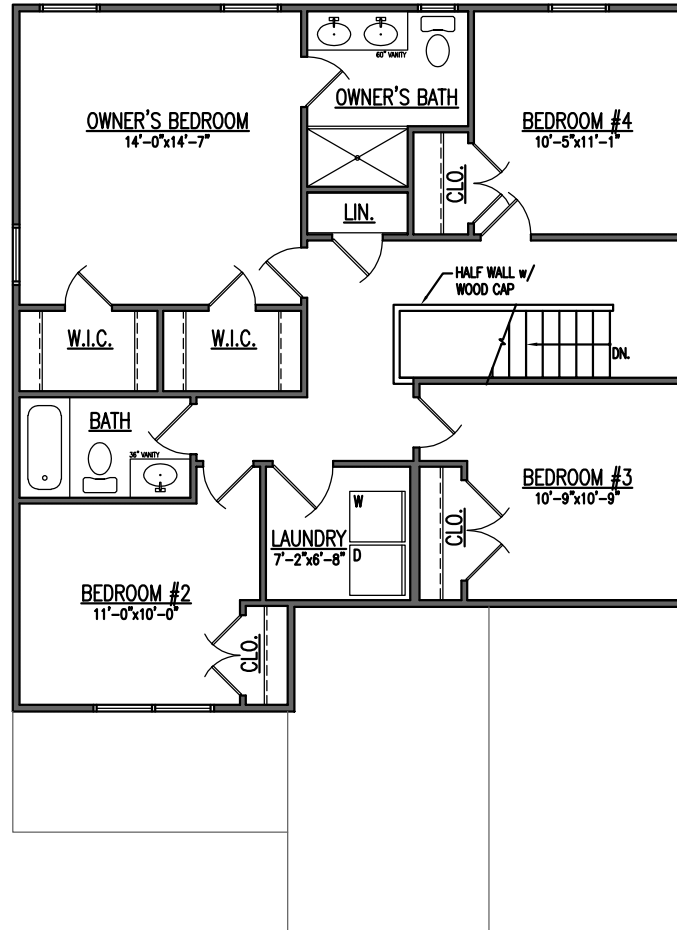 60" VANITY
OWNER'S BATH
OWNER'S BEDROOM
14'-0"x14'-7"
BEDROOM #4
10'-5"x11'-1"
CLO.
LIN.
HALF WALL w/
WOOD CAP
W.I.C.
W.I.C.
DN.
BATH
36" VANITY
BEDROOM #3
10'-9"x10'-9"
CLO.
W
LAUNDRY
7'-2"x6'-8"
D
BEDROOM #2
11'-0"x10'-0"
CLO.